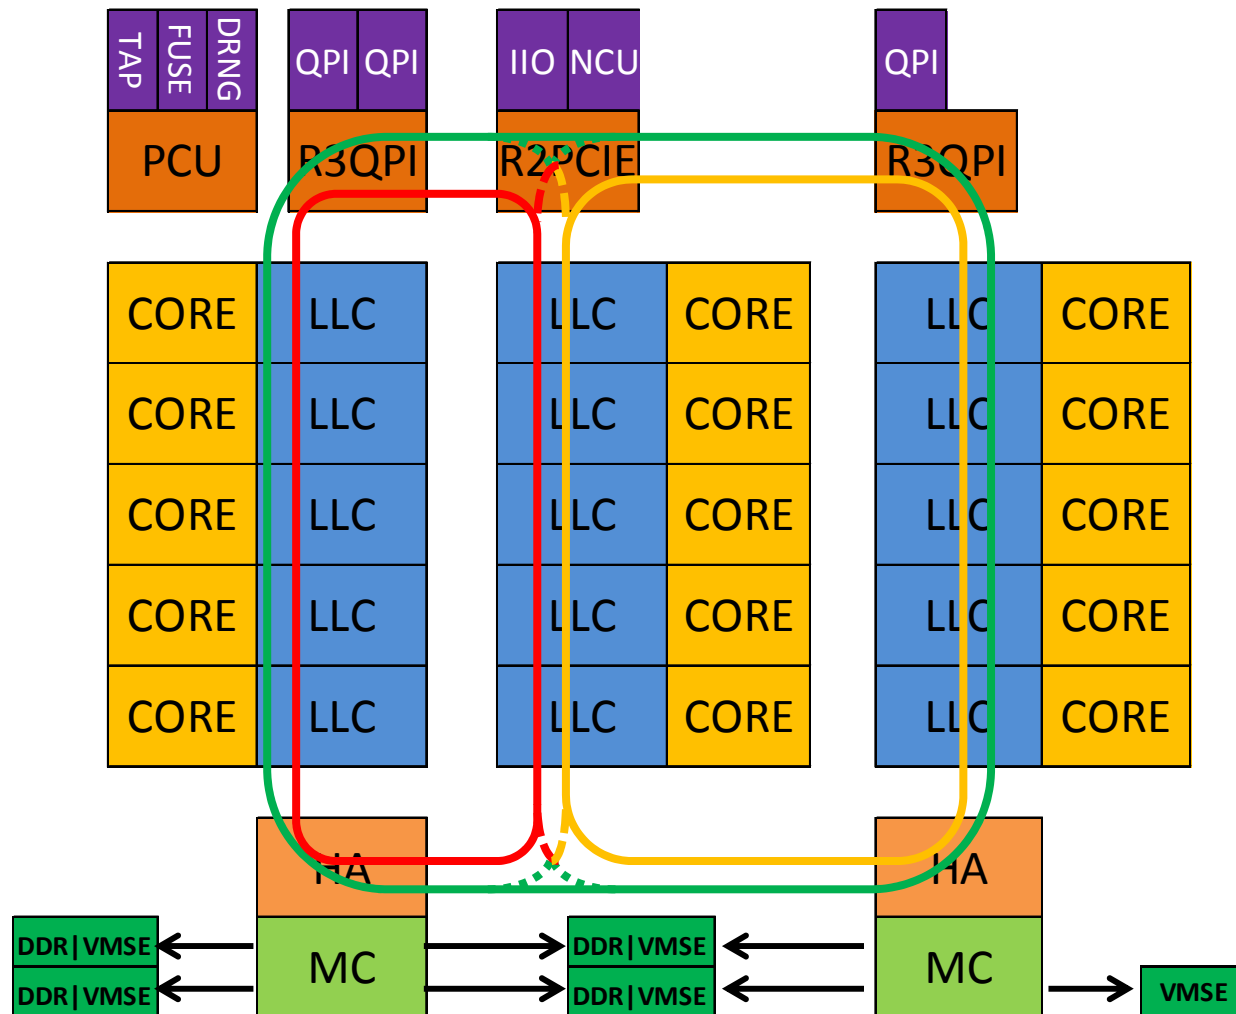 TAP FUSE DRNG QPI QPI IIO NCU QPI
PCU R3QPI R2PCIE R3QPI
CORE LLC LLC CORE LLC CORE
CORE LLC LLC CORE LLC CORE
CORE LLC LLC CORE LLC CORE
CORE LLC LLC CORE LLC CORE
CORE LLC LLC CORE LLC CORE
HA HA
DDR|VMSE MC DDR|VMSE MC
DDR|VMSE DDR|VMSE VMSE